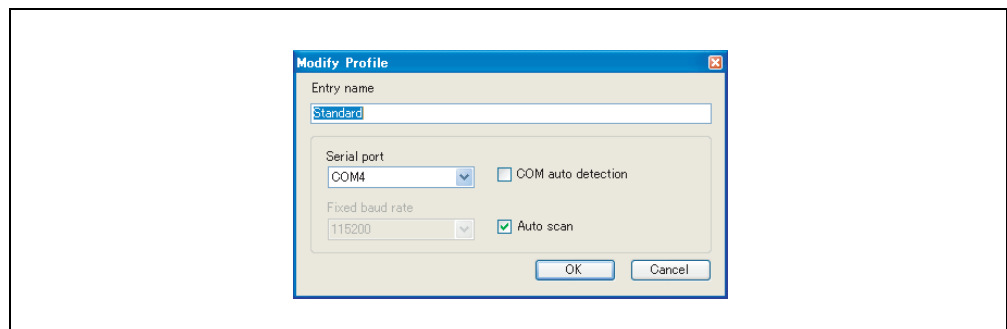 Modify Profile
Entry name
Standard
Serial port
COM4
COM auto detection
Fixed baud rate
115200
Auto scan
OK
Cancel